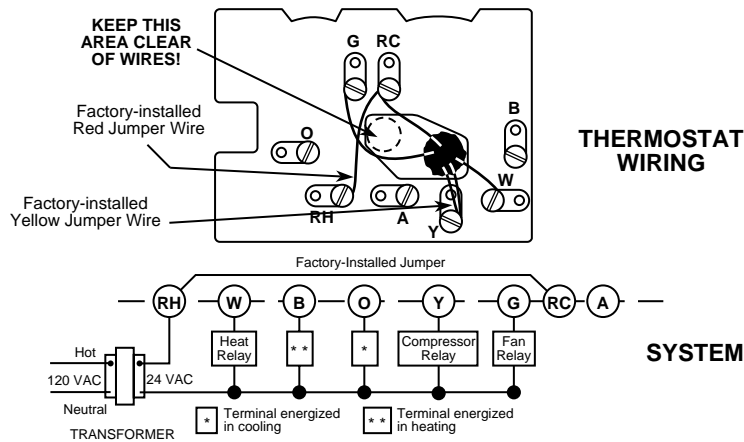 KEEP THIS
AREA CLEAR
OF WIRES!
G RC
Factory-installed
Red Jumper Wire
B
O
THERMOSTAT
WIRING
W
Factory-installed
Yellow Jumper Wire
RH
A
Y
Factory-Installed Jumper
RH W B O Y G RC A
Heat
Relay
* *
*
Compressor
Relay
Fan
Relay
SYSTEM
Hot
120 VAC
24 VAC
Neutral
TRANSFORMER
* Terminal energized
in cooling
* * Terminal energized
in heating